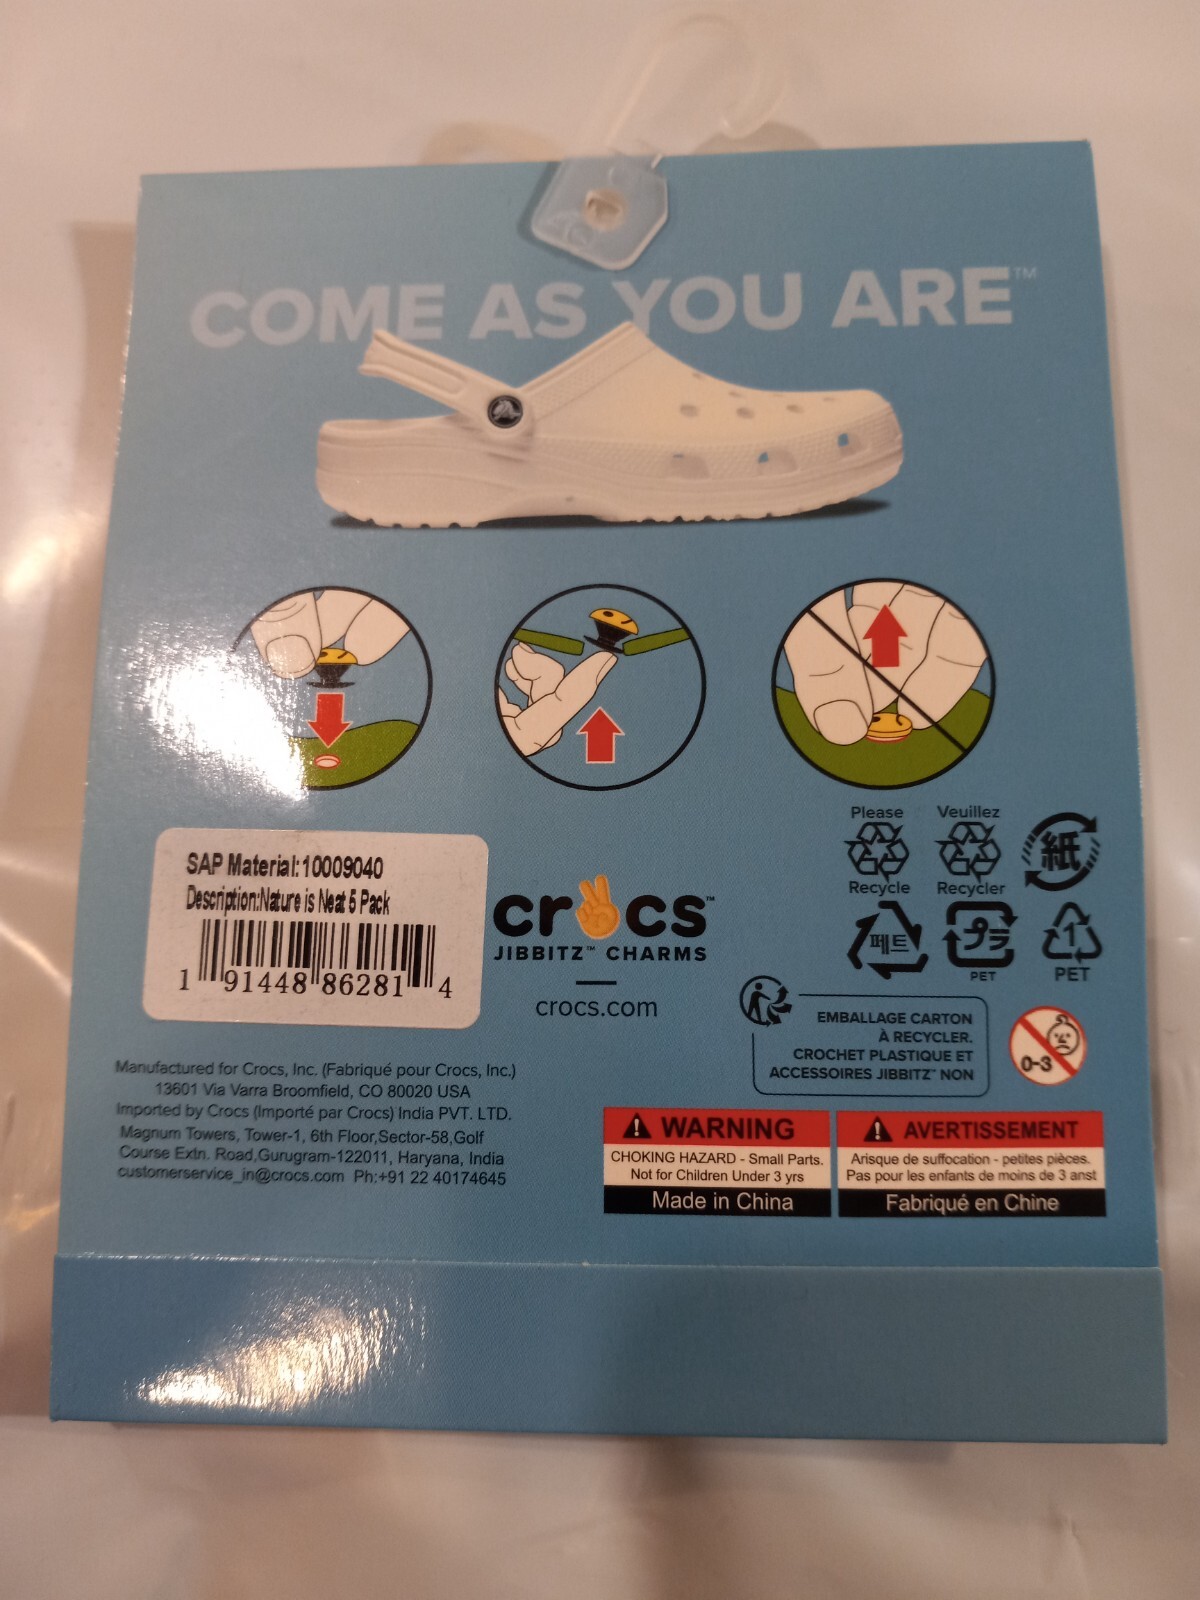 COME AS YOU ARE™
Please
Recycle
Veuillez
Recycler
紙
페트
プラ
PET
1
PET
SAP Material:10009040
Description:Nature is Neat 5 Pack
1 91448 86281 4
crocs™
JIBBITZ™ CHARMS
crocs.com
EMBALLAGE CARTON
À RECYCLER.
CROCHET PLASTIQUE ET
ACCESSOIRES JIBBITZ™ NON
0-3
Manufactured for Crocs, Inc. (Fabriqué pour Crocs, Inc.)
13601 Via Varra Broomfield, CO 80020 USA
Imported by Crocs (Importé par Crocs) India PVT. LTD.
Magnum Towers, Tower-1, 6th Floor,Sector-58,Golf
Course Extn. Road,Gurugram-122011, Haryana, India
customerservice_in@crocs.com Ph:+91 22 40174645
WARNING
CHOKING HAZARD - Small Parts.
Not for Children Under 3 yrs
Made in China
AVERTISSEMENT
Arisque de suffocation - petites pièces.
Pas pour les enfants de moins de 3 anst
Fabriqué en Chine